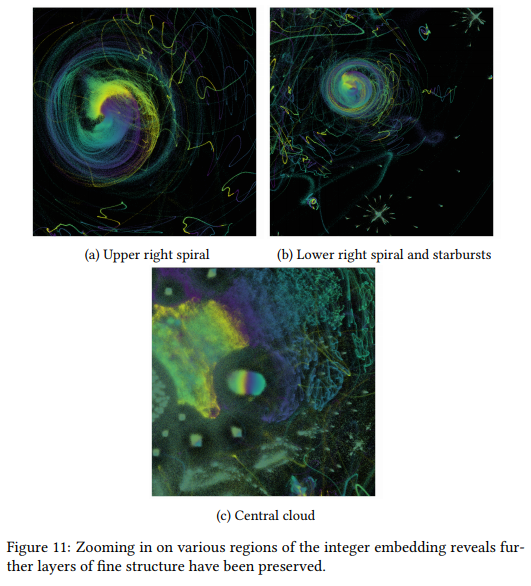 (a) Upper right spiral
(b) Lower right spiral and starbursts
(c) Central cloud
Figure 11: Zooming in on various regions of the integer embedding reveals fur-
ther layers of fine structure have been preserved.